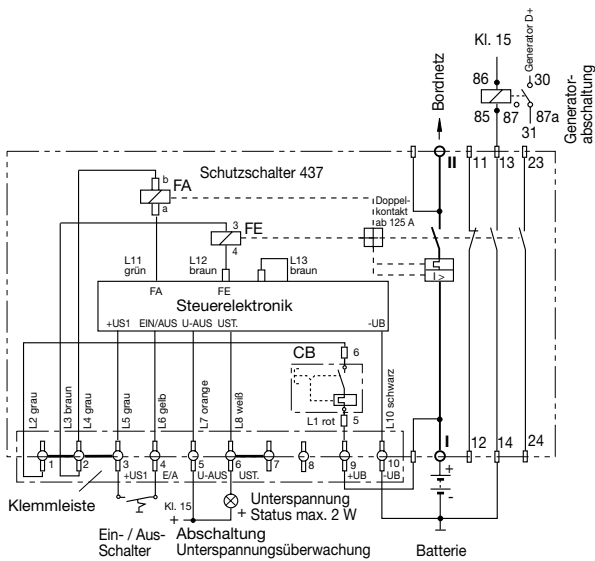 Kl. 15
Generator D+
86
30
85
87
87a
31
Generator-
abschaltung
Bordnetz
II
11
13
23
Schutzschalter 437
b
FA
a
Doppel-
kontakt
ab 125 A
3
FE
4
L11
grün
L12
braun
L13
braun
I >
FA
FE
Steuerelektronik
+US1
EIN/AUS
U-AUS
UST.
-UB
CB
6
L2 grau
L3 braun
L4 grau
L5 grau
L6 gelb
L7 orange
L8 weiß
L1 rot
5
L10 schwarz
I
12
14
24
1
2
3
4
5
6
7
8
9
10
+US1
E/A
U-AUS
UST.
+UB
-UB
Klemmleiste
Kl. 15
+
+
Unterspannung
Status max. 2 W
+
-
Ein- / Aus-
Schalter
Abschaltung
Unterspannungsüberwachung
Batterie